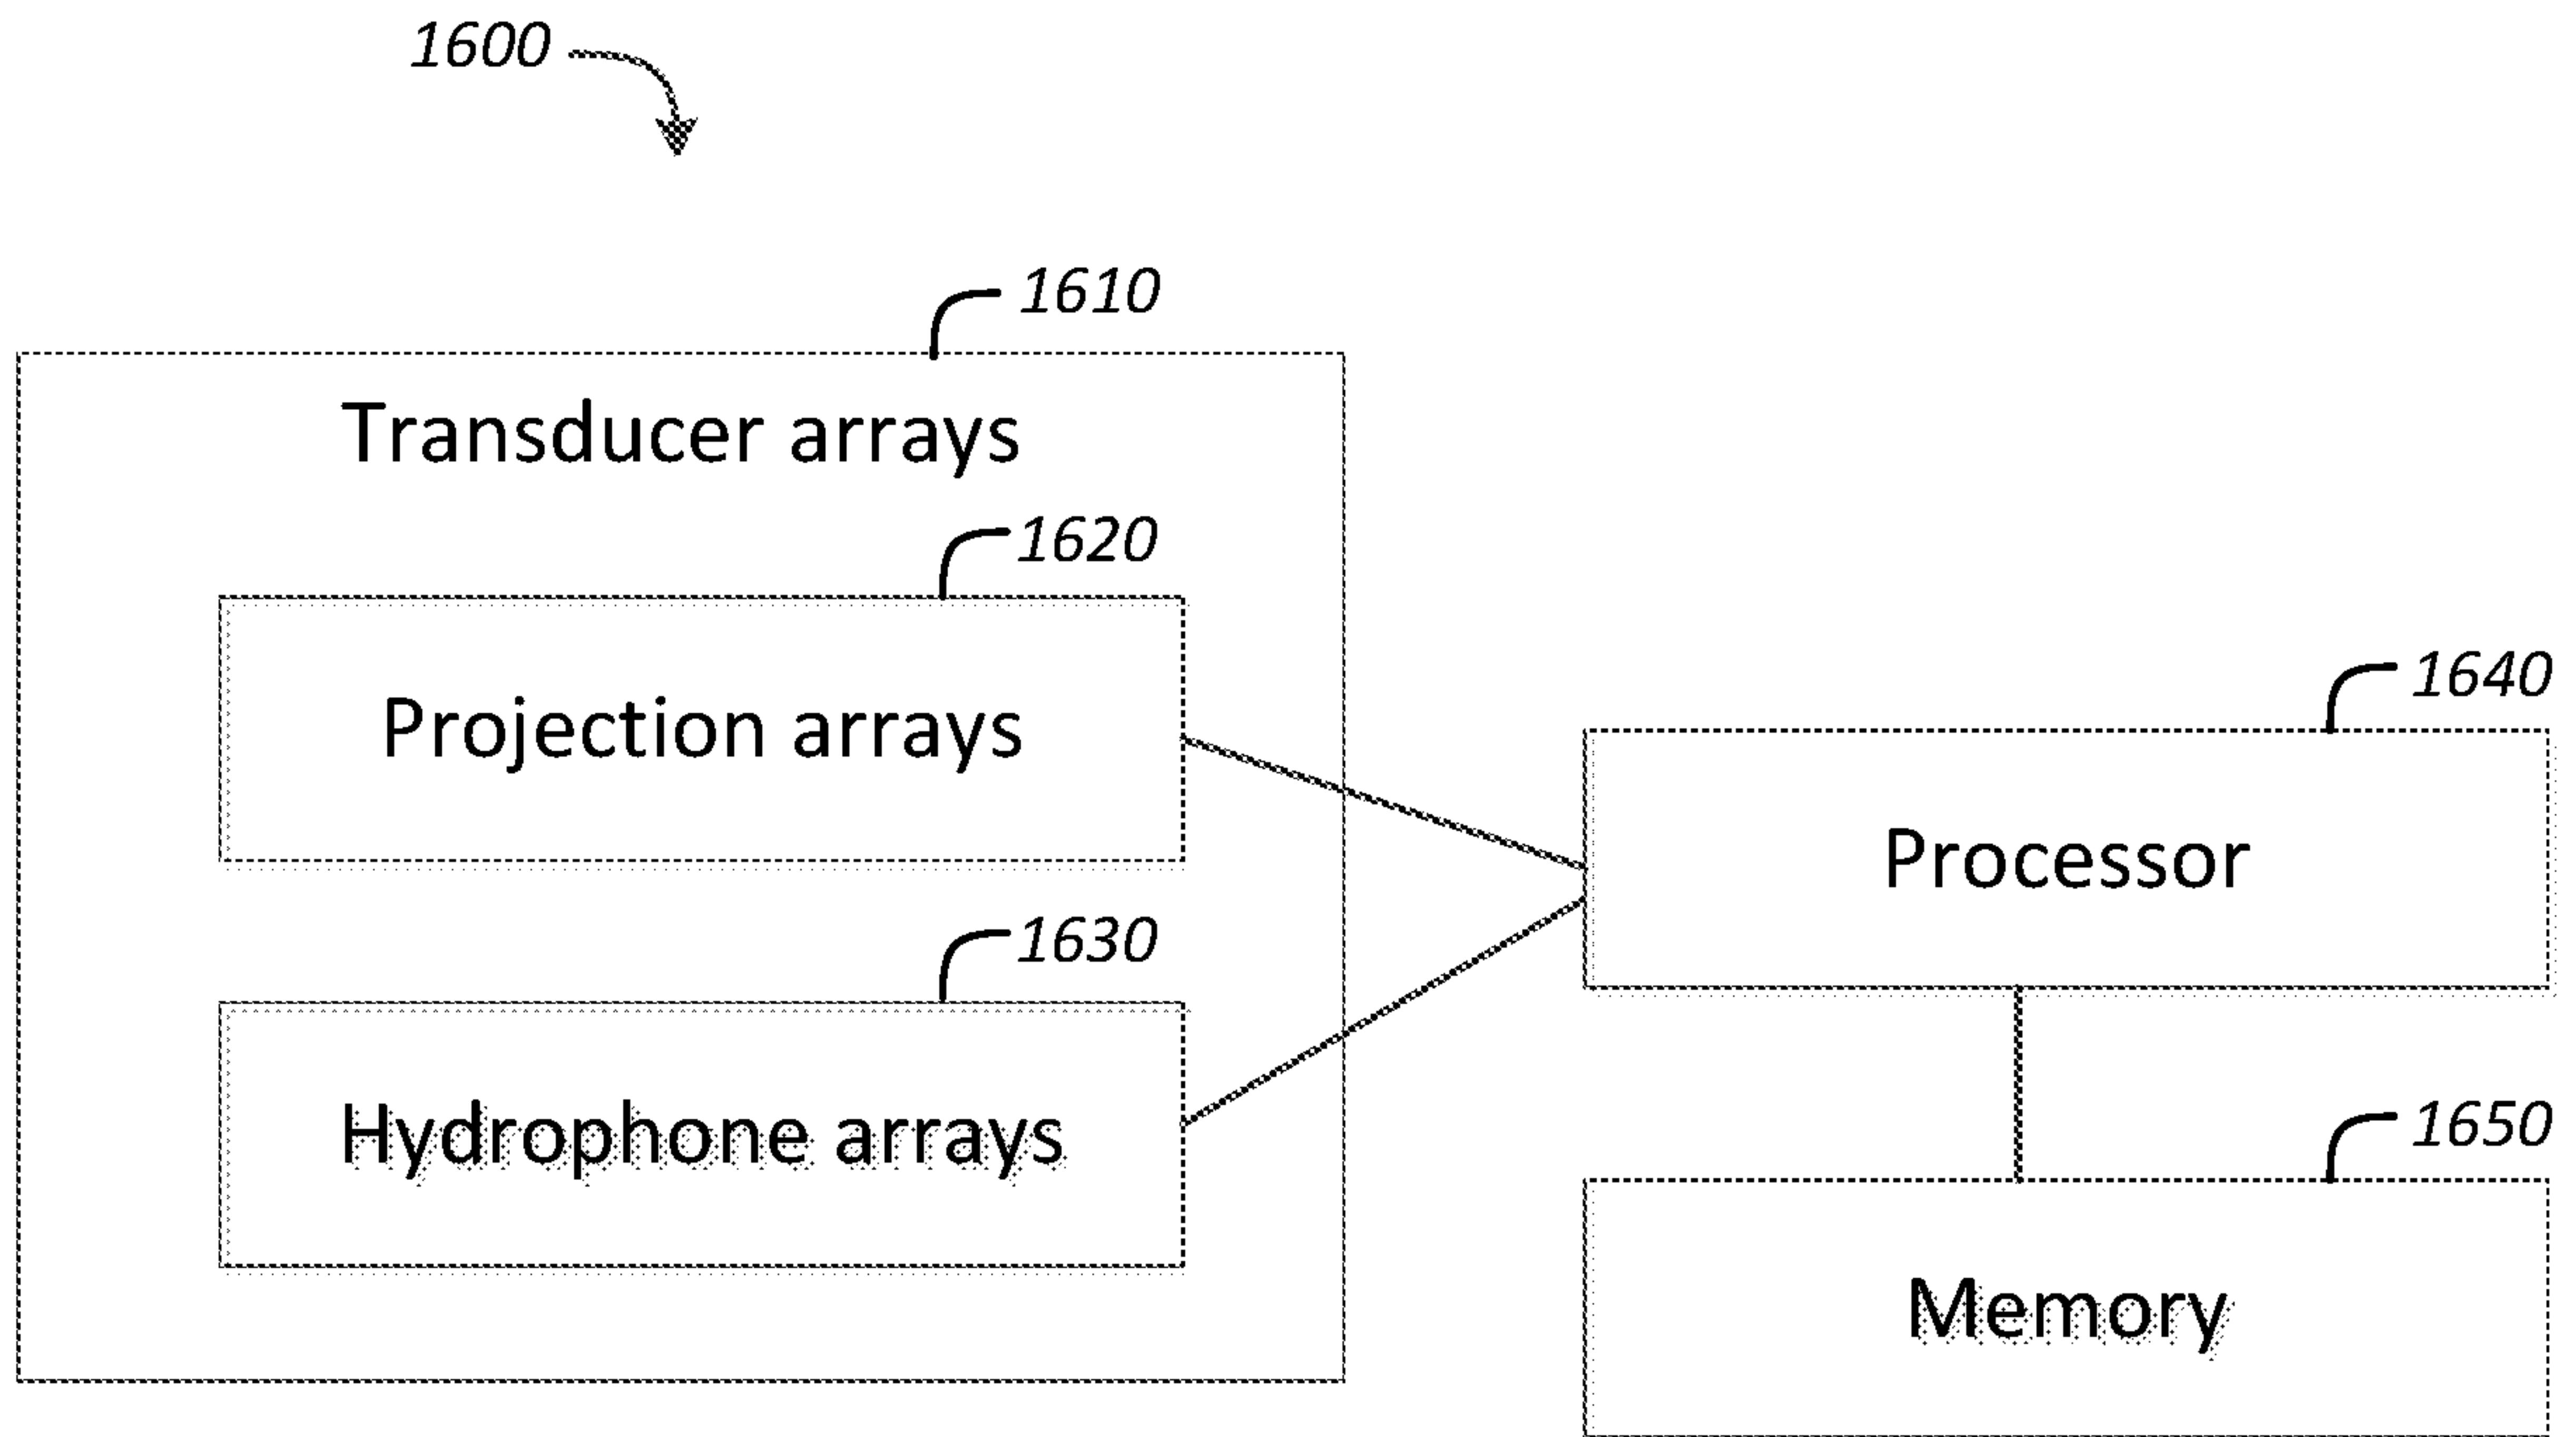 1600
1610
Transducer arrays
1620
Projection arrays
1640
Processor
1630
Hydrophone arrays
1650
Memory